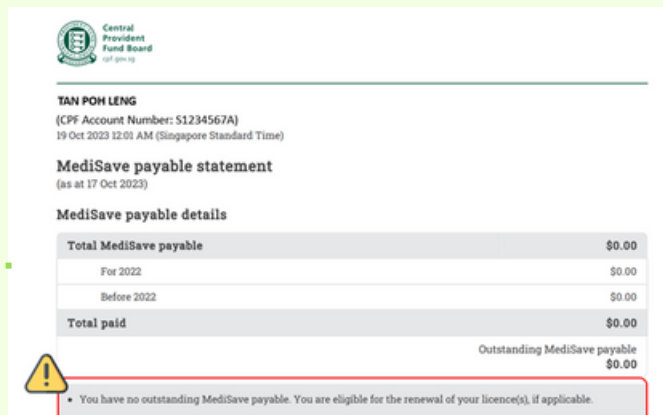 Central
Provident
Fund Board
cpf.gov.sg
TAN POH LENG
(CPF Account Number: S1234567A)
19 Oct 2023 12:01 AM (Singapore Standard Time)
MediSave payable statement
(as at 17 Oct 2023)
MediSave payable details
Total MediSave payable $0.00
For 2022 $0.00
Before 2022 $0.00
Total paid $0.00
Outstanding MediSave payable
$0.00
• You have no outstanding MediSave payable. You are eligible for the renewal of your licence(s), if applicable.